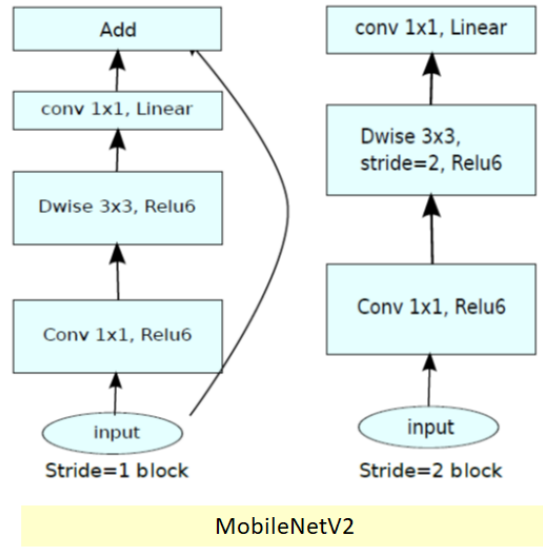 Add
conv 1x1, Linear
Dwise 3x3, Relu6
Conv 1x1, Relu6
input
Stride=1 block
conv 1x1, Linear
Dwise 3x3,
stride=2, Relu6
Conv 1x1, Relu6
input
Stride=2 block
MobileNetV2